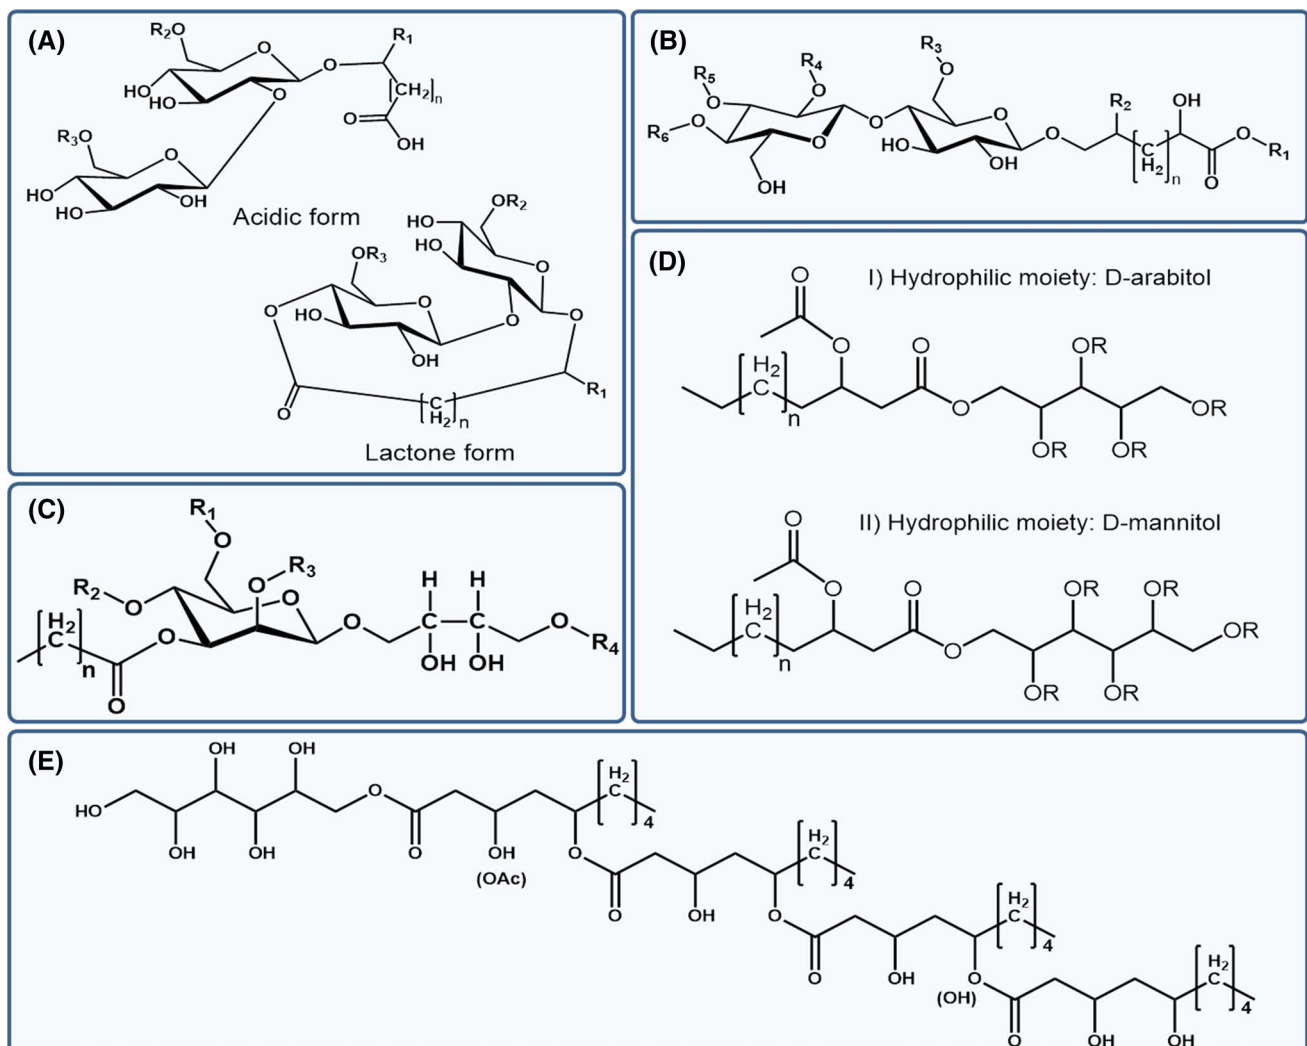 (A)
R2O
O
R1
O
HO
HO
O
[CH2]n
O
OH
R3O
O
HO
HO
OH
Acidic form
OR2
HO
HO
OR3
O
O
O
HO
O
O
OH
O
R1
C
H2
n
Lactone form
(B)
R3
R4
O
R5
O
R2
OH
O
O
R6
O
O
O
HO
O
O
C
H2
n
O
R1
OH
OH
O
(C)
R1
O
R2
O
O
R3
O
H
H
H2
C
n
O
O
O
R4
OH
OH
O
(D)
I) Hydrophilic moiety: D-arabitol
O
O
O
OR
H2
C
n
O
OR
OR
OR
II) Hydrophilic moiety: D-mannitol
O
O
O
OR
OR
H2
C
n
O
OR
OR
OR
(E)
OH
OH
HO
O
H2
C
4
OH
OH
O
OH
(OAc)
O
H2
C
4
O
OH
O
H2
C
4
O
OH
O
(OH)
H2
C
4
O
OH
OH